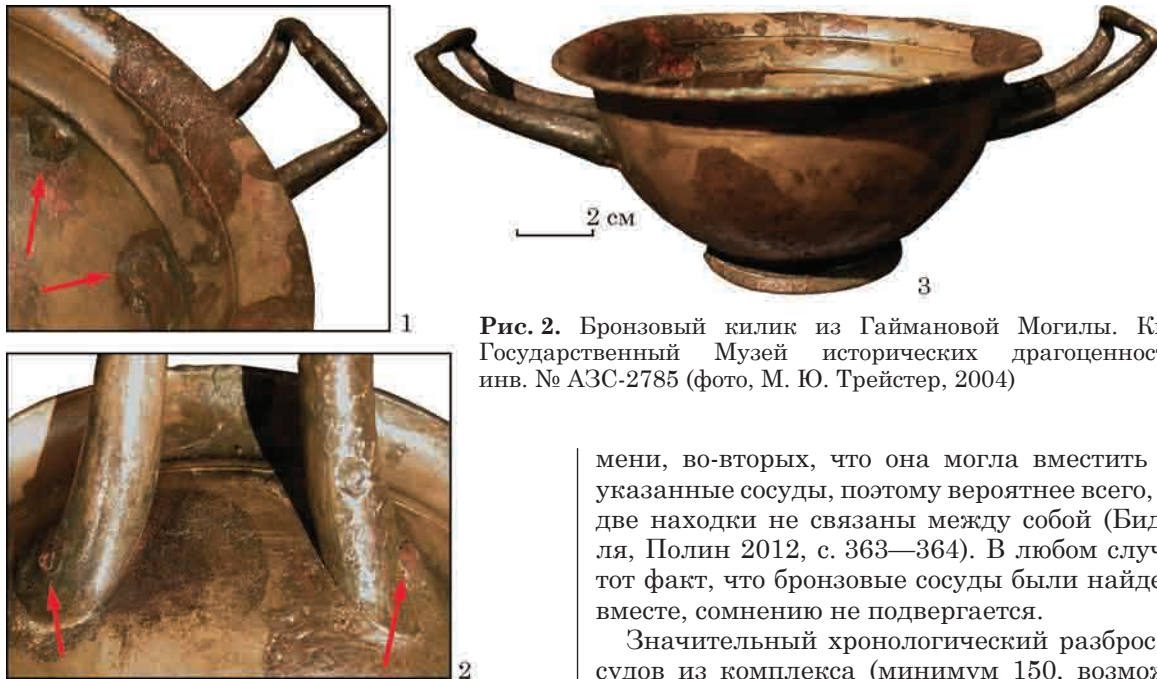 2 см
3
1
Рис. 2. Бронзовый килик из Гаймановой Могилы. Ки
Государственный Музей исторических драгоценност
инв. № АЗС-2785 (фото, М. Ю. Трейстер, 2004)
2
мени, во-вторых, что она могла вместить
указанные сосуды, поэтому вероятнее всего,
две находки не связаны между собой (Бид
ля, Полин 2012, с. 363—364). В любом случ
тот факт, что бронзовые сосуды были найде
вместе, сомнению не подвергается.
Значительный хронологический разброс
судов из комплекса (минимум 150, возмож